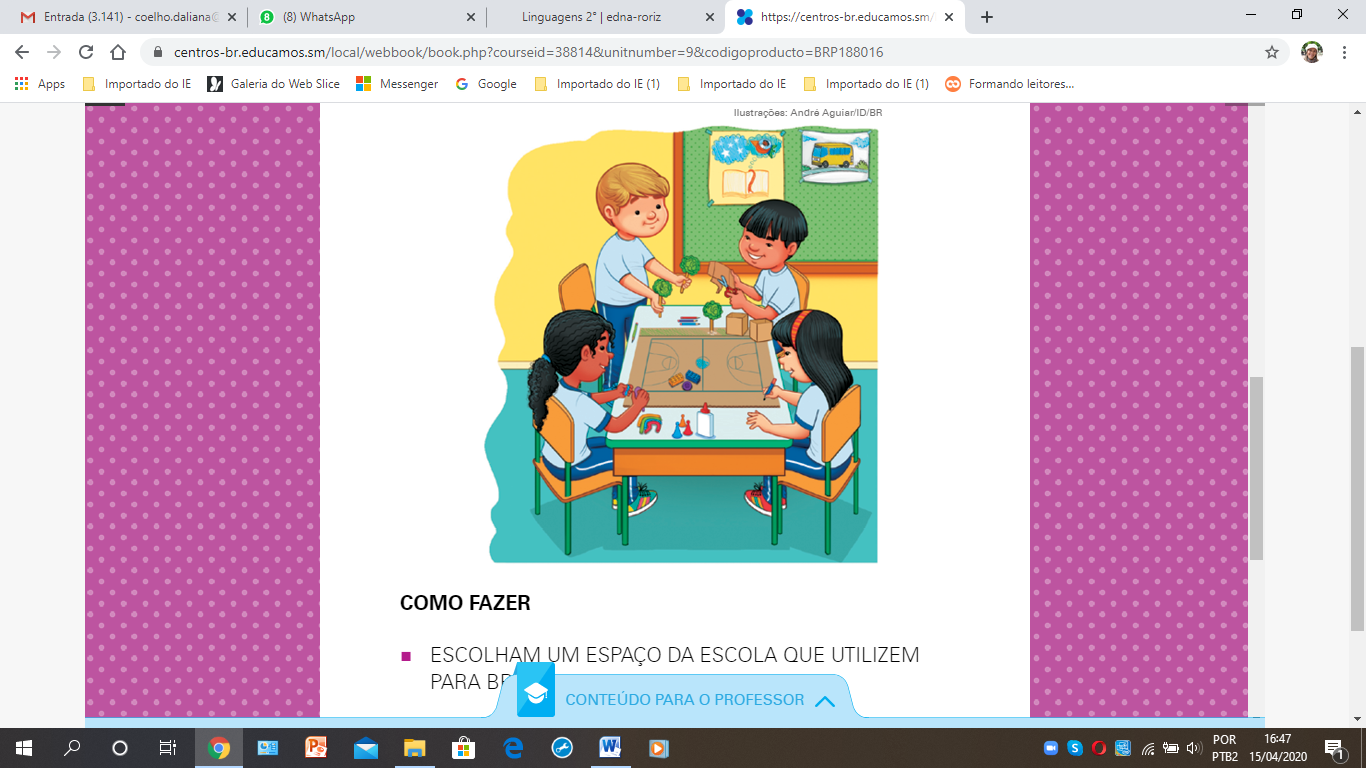 Entrada (3.141) - coelho.daliana@
(8) WhatsApp
Linguagens 2° | edna-roriz
https://centros-br.educamos.sm/
centros-br.educamos.sm/local/webbook/book.php?courseid=38814&unitnumber=9&codigoproducto=BRP188016
Apps
Importado do IE
Galeria do Web Slice
Messenger
Google
Importado do IE (1)
Importado do IE
Importado do IE (1)
Formando leitores...
Ilustrações: André Aguiar/ID/BR
COMO FAZER
ESCOLHAM UM ESPAÇO DA ESCOLA QUE UTILIZEM
PARA
CONTEÚDO PARA O PROFESSOR
POR
PTB2
16:47
15/04/2020